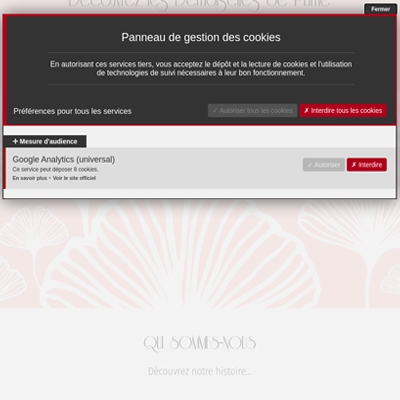 Découvrez les Demoiselles de
Fermer
Panneau de gestion des cookies
En autorisant ces services tiers, vous acceptez le dépôt et la lecture de cookies et l'utilisation
de technologies de suivi nécessaires à leur bon fonctionnement.
Préférences pour tous les services
✓ Autoriser tous les cookies
✗ Interdire tous les cookies
✛ Mesure d'audience
Google Analytics (universal)
Ce service peut déposer 8 cookies.
En savoir plus - Voir le site officiel
✓ Autoriser
✗ Interdire
QUI SOMMES-NOUS
Découvrez notre histoire...